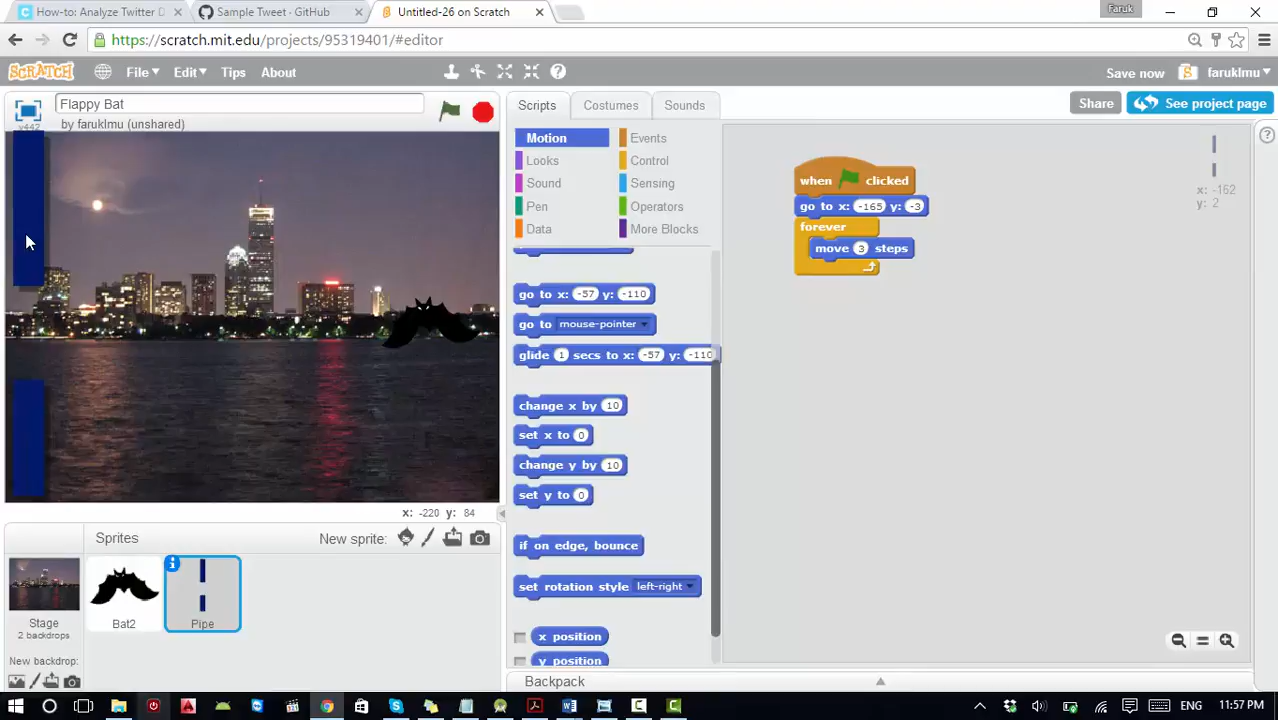 How-to: Analyze Twitter D
Sample Tweet - GitHub
Untitled-26 on Scratch
Faruk
https://scratch.mit.edu/projects/95319401/#editor
SCRATCH
File
Edit
Tips
About
Save now
faruklmu
v442
Flappy Bat
by faruklmu (unshared)
Scripts
Costumes
Sounds
Share
See project page
Motion
Events
Looks
Control
Sound
Sensing
Pen
Operators
Data
More Blocks
go to x: -57 y: -110
go to mouse-pointer
glide 1 secs to x: -57 y: -110
change x by 10
set x to 0
change y by 10
set y to 0
if on edge, bounce
set rotation style left-right
x position
y position
when clicked
go to x: -165 y: -3
forever
move 3 steps
x: -162
y: 2
x: -220 y: 84
Sprites
New sprite:
Stage
2 backdrops
New backdrop:
Bat2
Pipe
Backpack
ENG
11:57 PM